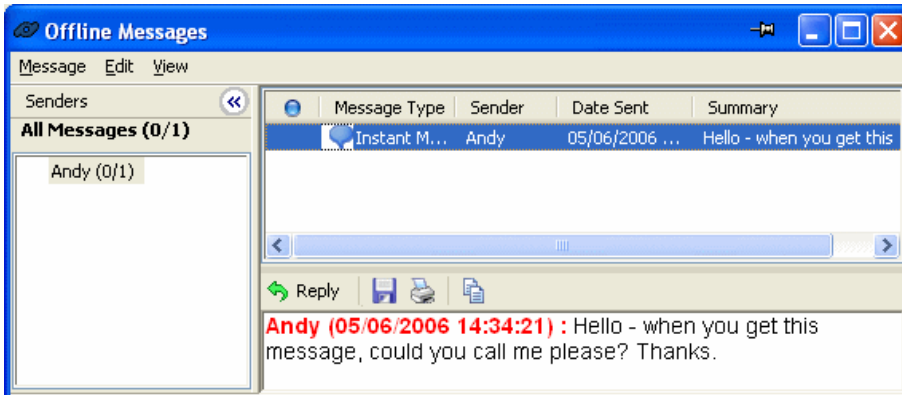 Offline Messages
Message Edit View
Senders
All Messages (0/1)
Andy (0/1)
Message Type Sender Date Sent Summary
Instant M... Andy 05/06/2006 ... Hello - when you get this
Reply
Andy (05/06/2006 14:34:21) : Hello - when you get this
message, could you call me please? Thanks.